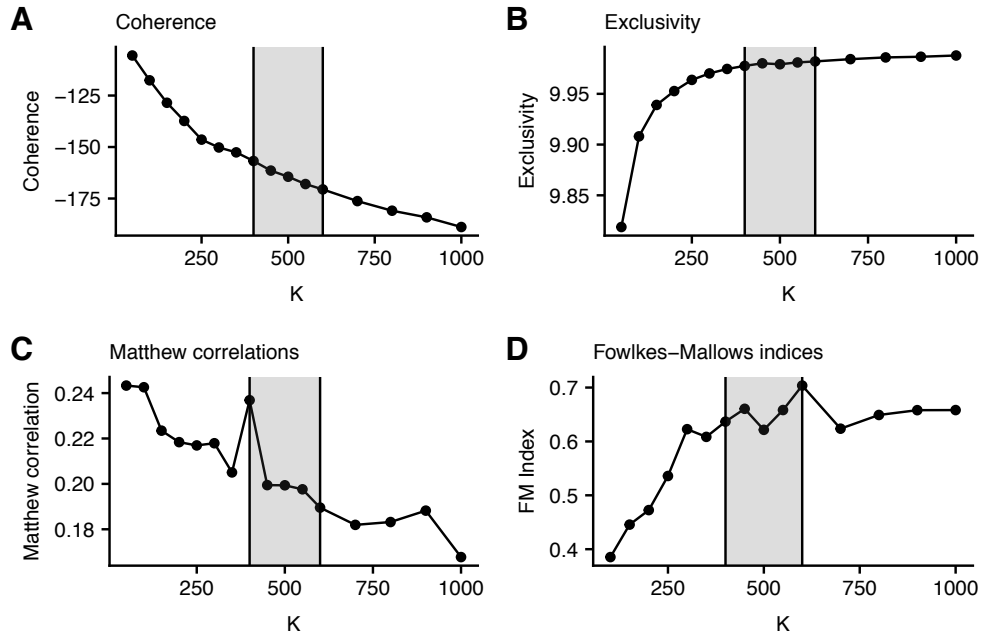 A Coherence
Coherence
−125
−150
−175
250 500 750 1000
K
B Exclusivity
Exclusivity
9.95
9.90
9.85
250 500 750 1000
K
C Matthew correlations
Matthew correlation
0.24
0.22
0.20
0.18
250 500 750 1000
K
D Fowlkes−Mallows indices
FM Index
0.7
0.6
0.5
0.4
250 500 750 1000
K